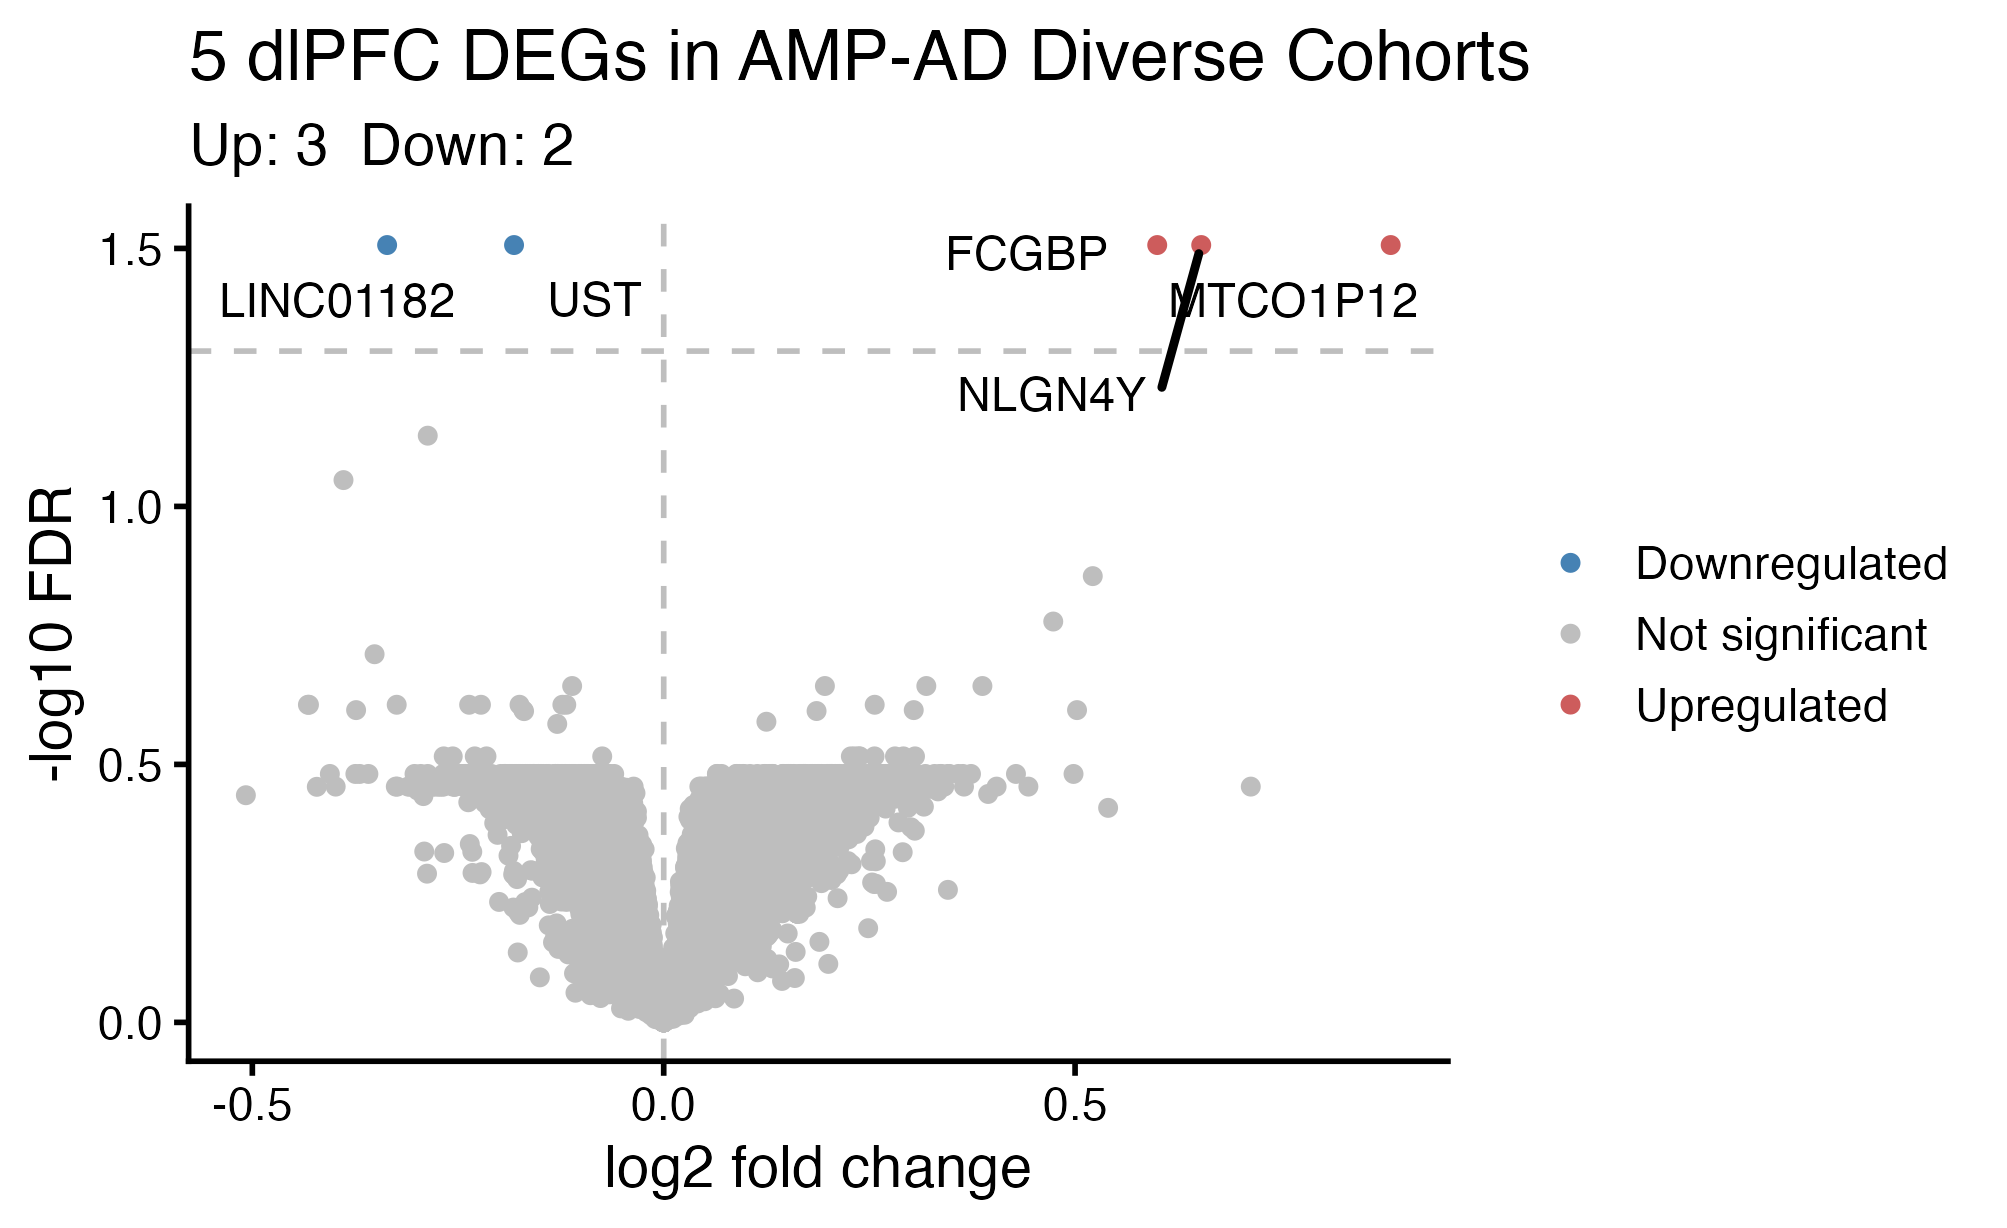 5 dlPFC DEGs in AMP-AD Diverse Cohorts
Up: 3  Down: 2
-log10 FDR
1.5
1.0
0.5
0.0
LINC01182
UST
FCGBP
MTCO1P12
NLGN4Y
-0.5
0.0
0.5
log2 fold change
Downregulated
Not significant
Upregulated